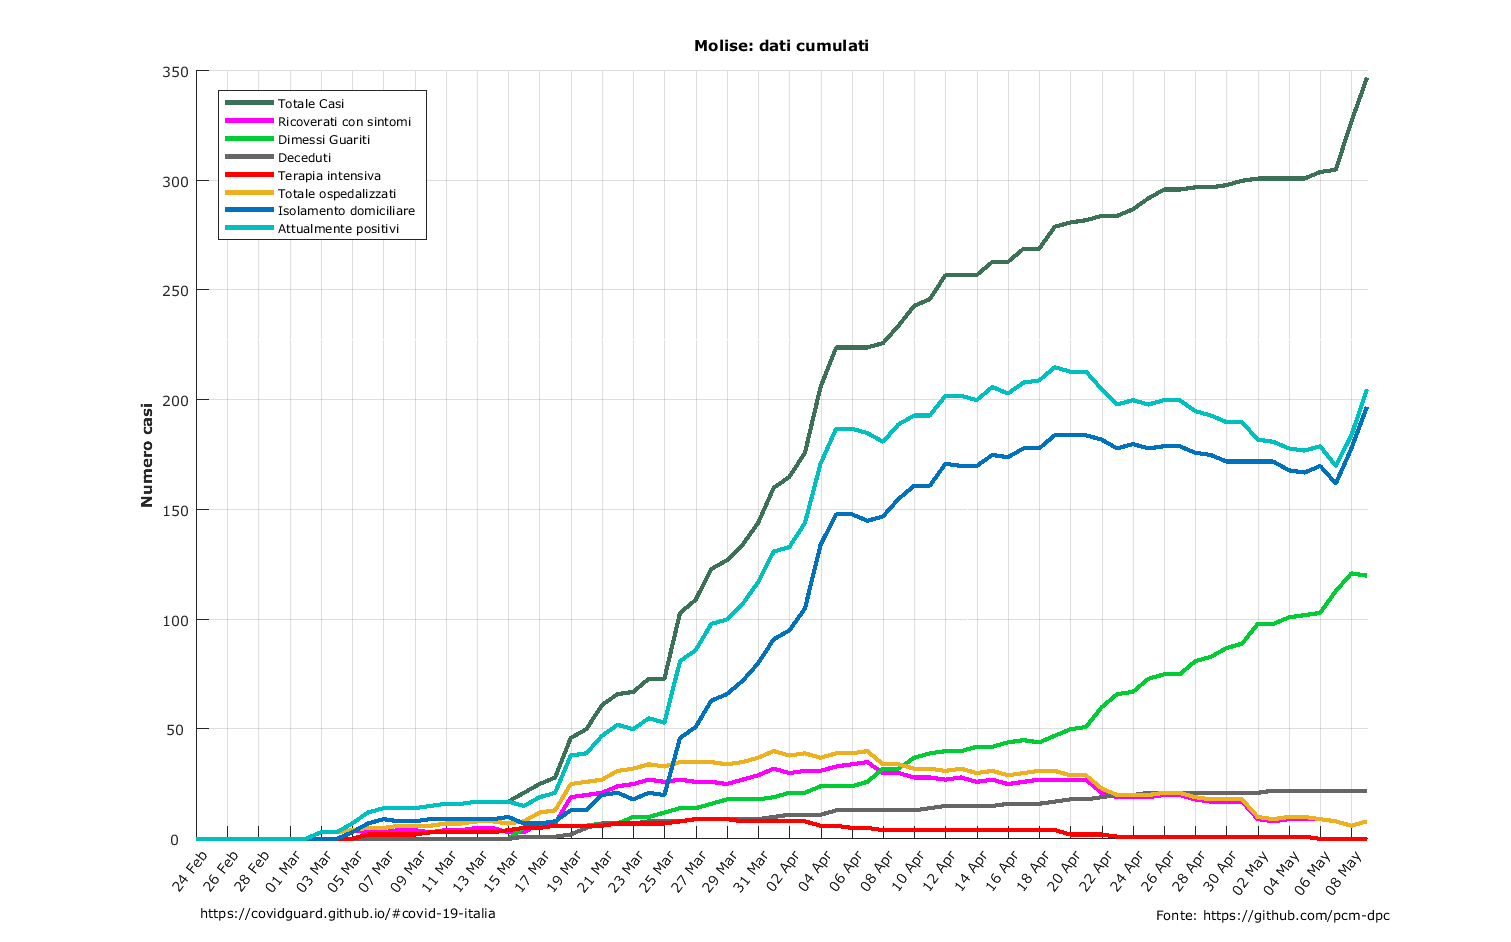 Molise: dati cumulati
350
300
250
200
150
100
50
0
Numero casi
Totale Casi
Ricoverati con sintomi
Dimessi Guariti
Deceduti
Terapia intensiva
Totale ospedalizzati
Isolamento domiciliare
Attualmente positivi
24 Feb
26 Feb
28 Feb
01 Mar
03 Mar
05 Mar
07 Mar
09 Mar
11 Mar
13 Mar
15 Mar
17 Mar
19 Mar
21 Mar
23 Mar
25 Mar
27 Mar
29 Mar
31 Mar
02 Apr
04 Apr
06 Apr
08 Apr
10 Apr
12 Apr
14 Apr
16 Apr
18 Apr
20 Apr
22 Apr
24 Apr
26 Apr
28 Apr
30 Apr
02 May
04 May
06 May
08 May
https://covidguard.github.io/#covid-19-italia
Fonte: https://github.com/pcm-dpc